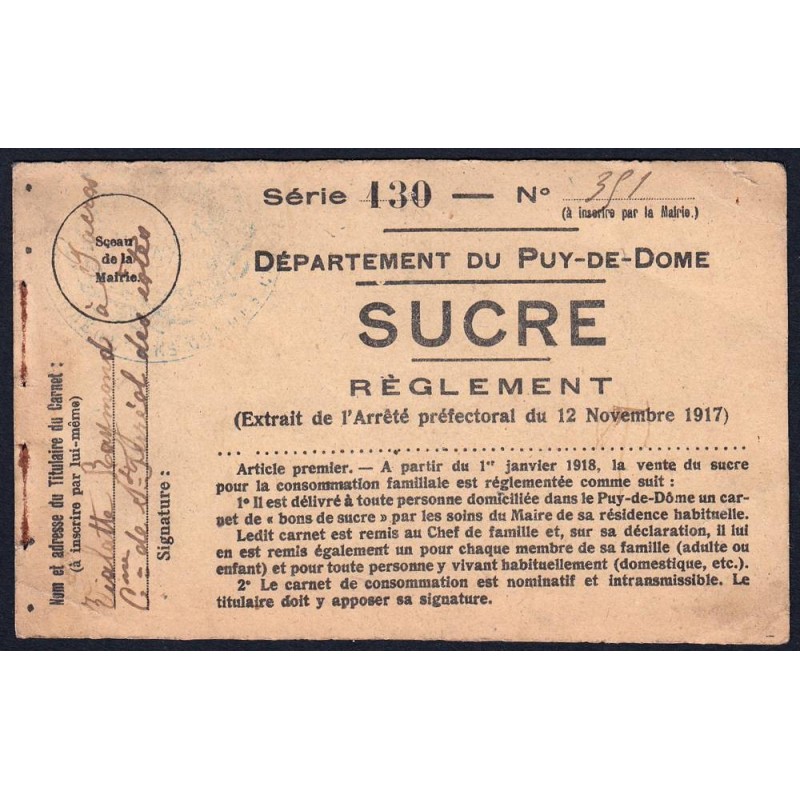 Série 130 — N° 351
(à inscrire par la Mairie.)
DÉPARTEMENT DU PUY-DE-DOME
SUCRE
RÈGLEMENT
(Extrait de l'Arrêté préfectoral du 12 Novembre 1917)
Article premier. — A partir du 1er janvier 1918, la vente du sucre
pour la consommation familiale est réglementée comme suit :
1° Il est délivré à toute personne domiciliée dans le Puy-de-Dôme un car-
net de « bons de sucre » par les soins du Maire de sa résidence habituelle.
Ledit carnet est remis au Chef de famille et, sur sa déclaration, il lui
en est remis également un pour chaque membre de sa famille (adulte ou
enfant) et pour toute personne y vivant habituellement (domestique, etc.).
2° Le carnet de consommation est nominatif et intransmissible. Le
titulaire doit y apposer sa signature.
Sceau
de la
Mairie.
Nom et adresse du Titulaire du Carnet :
(à inscrire par lui-même)
Raymond à
Cme de St
Signature :